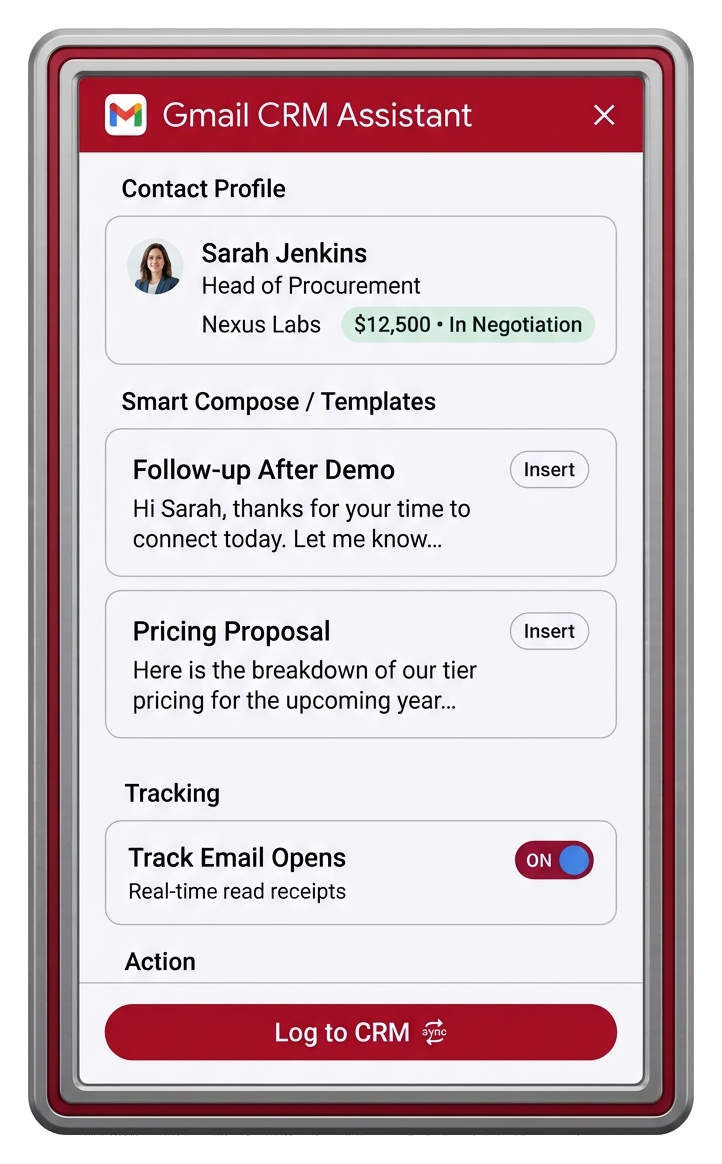 Gmail CRM Assistant
Contact Profile
Sarah Jenkins
Head of Procurement
Nexus Labs
$12,500 • In Negotiation
Smart Compose / Templates
Follow-up After Demo
Insert
Hi Sarah, thanks for your time to
connect today. Let me know...
Pricing Proposal
Insert
Here is the breakdown of our tier
pricing for the upcoming year...
Tracking
Track Email Opens
ON
Real-time read receipts
Action
Log to CRM